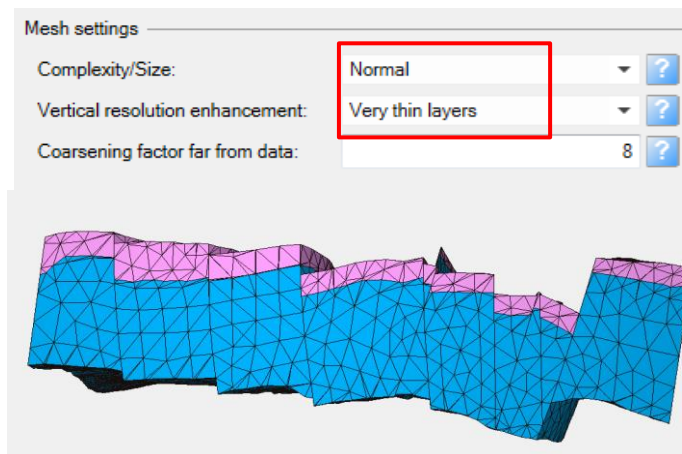 Mesh settings
Complexity/Size: Normal ?
Vertical resolution enhancement: Very thin layers ?
Coarsening factor far from data: 8 ?